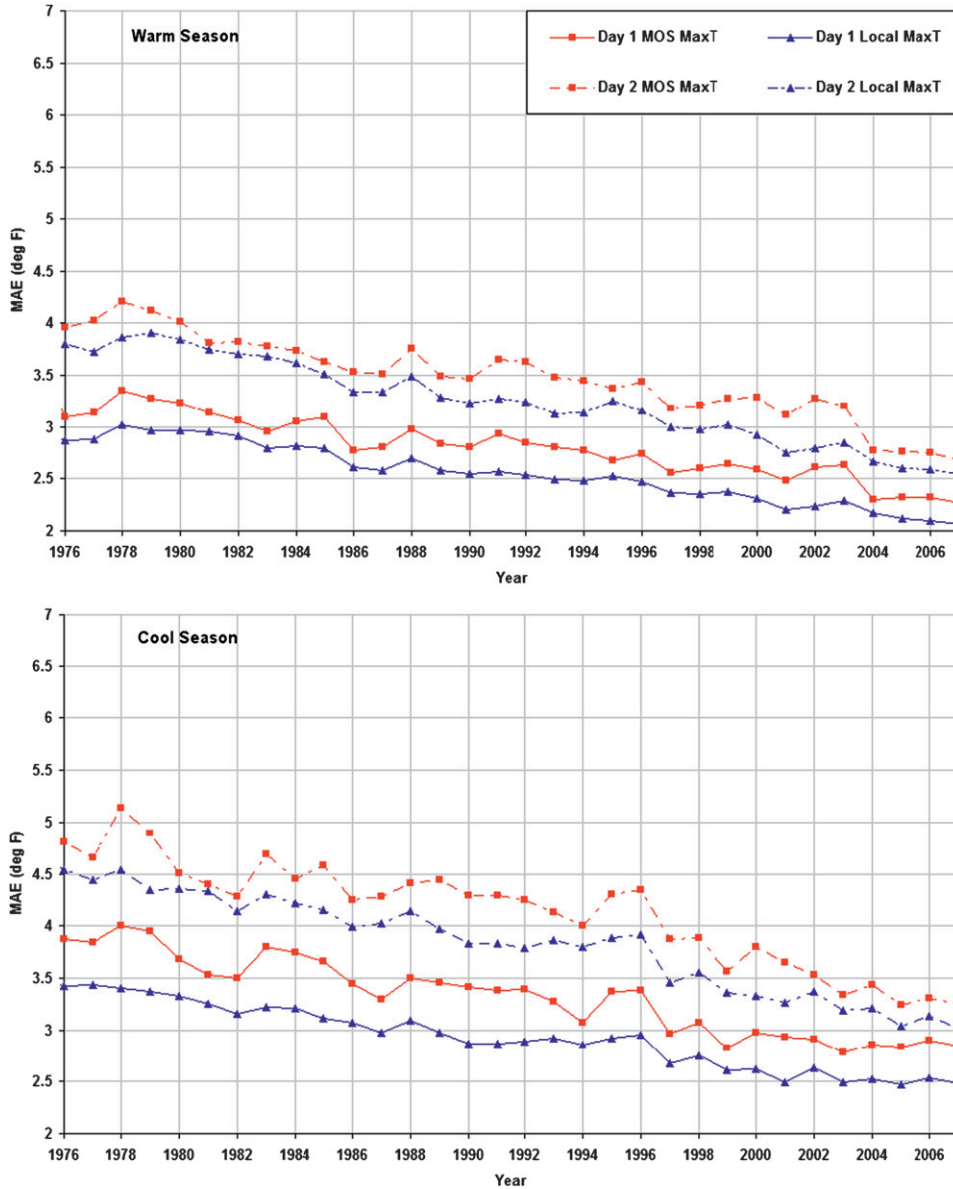 Warm Season
Day 1 MOS MaxT
Day 1 Local MaxT
Day 2 MOS MaxT
Day 2 Local MaxT
7
6.5
6
5.5
5
4.5
4
3.5
3
2.5
2
MAE (deg F)
1976 1978 1980 1982 1984 1986 1988 1990 1992 1994 1996 1998 2000 2002 2004 2006
Year
Cool Season
7
6.5
6
5.5
5
4.5
4
3.5
3
2.5
2
MAE (deg F)
1976 1978 1980 1982 1984 1986 1988 1990 1992 1994 1996 1998 2000 2002 2004 2006
Year